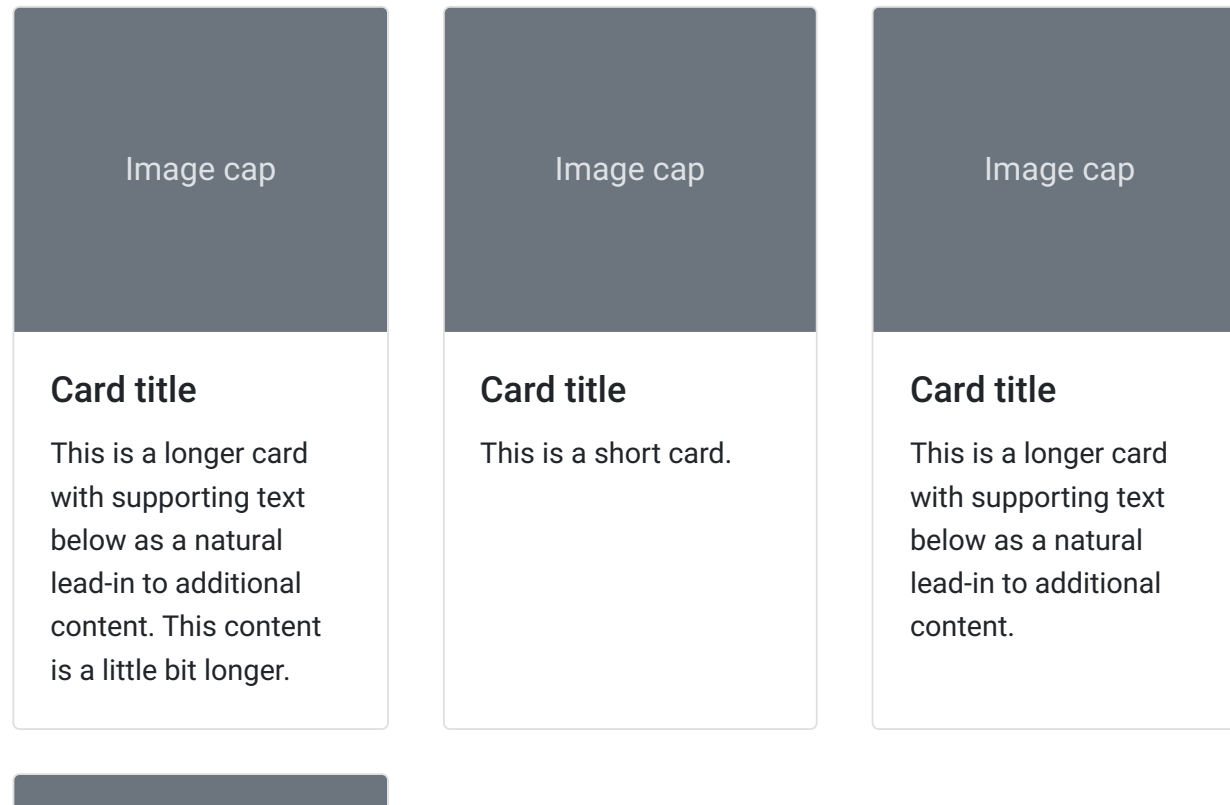 Image cap
Card title
This is a longer card
with supporting text
below as a natural
lead-in to additional
content. This content
is a little bit longer.
Image cap
Card title
This is a short card.
Image cap
Card title
This is a longer card
with supporting text
below as a natural
lead-in to additional
content.